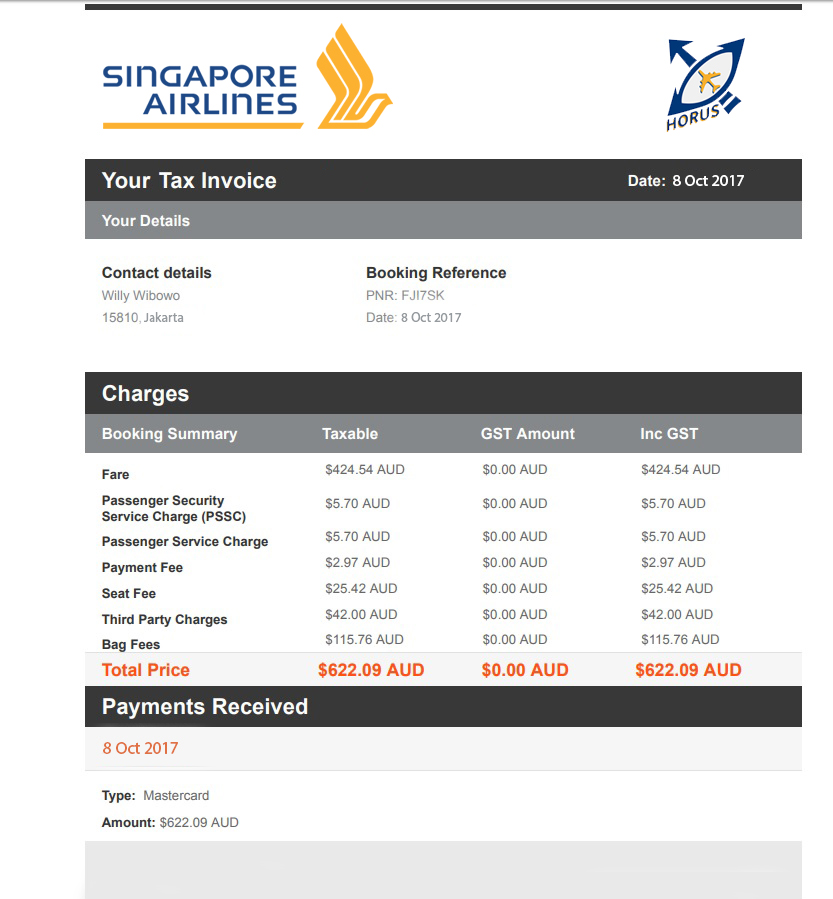 SINGAPORE
AIRLINES
HORUS
Your Tax Invoice Date: 8 Oct 2017
Your Details
Contact details Booking Reference
Willy Wibowo PNR: FJI7SK
15810, Jakarta Date: 8 Oct 2017
Charges
Booking Summary Taxable GST Amount Inc GST
Fare $424.54 AUD $0.00 AUD $424.54 AUD
Passenger Security
Service Charge (PSSC) $5.70 AUD $0.00 AUD $5.70 AUD
Passenger Service Charge $5.70 AUD $0.00 AUD $5.70 AUD
Payment Fee $2.97 AUD $0.00 AUD $2.97 AUD
Seat Fee $25.42 AUD $0.00 AUD $25.42 AUD
Third Party Charges $42.00 AUD $0.00 AUD $42.00 AUD
Bag Fees $115.76 AUD $0.00 AUD $115.76 AUD
Total Price $622.09 AUD $0.00 AUD $622.09 AUD
Payments Received
8 Oct 2017
Type: Mastercard
Amount: $622.09 AUD